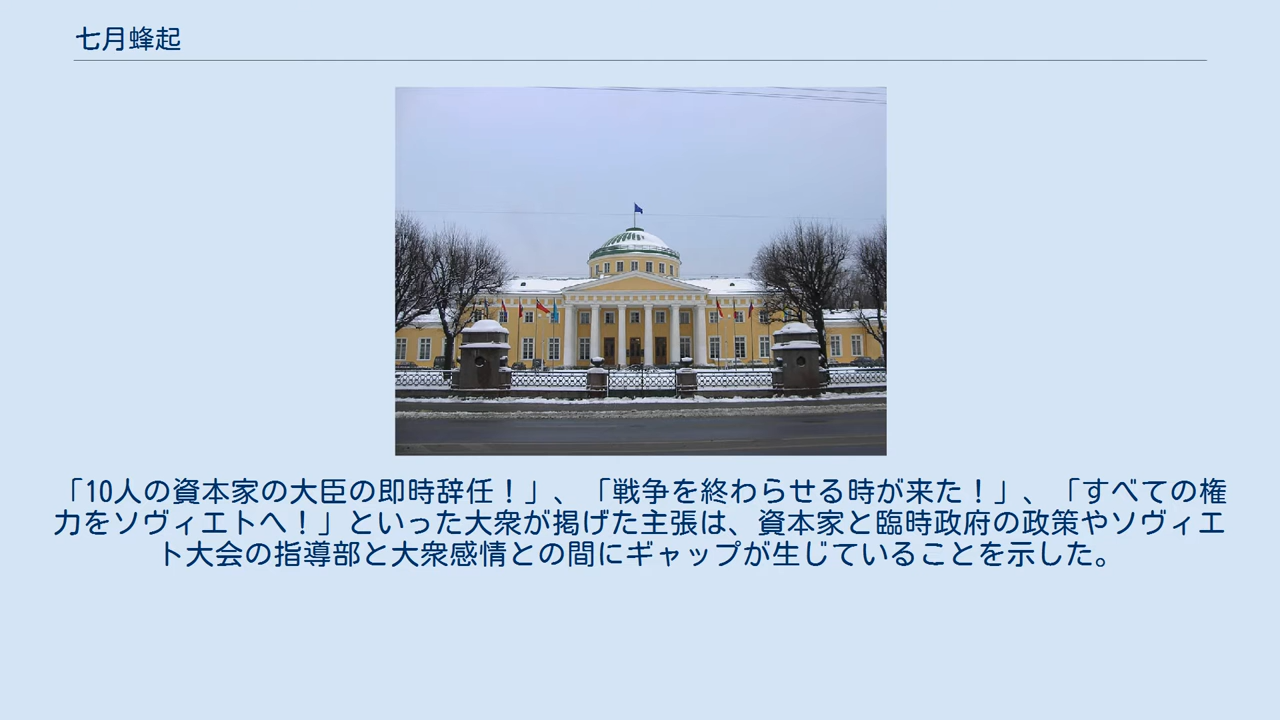 七月蜂起
「10人の資本家の大臣の即時辞任！」、「戦争を終わらせる時が来た！」、「すべての権
力をソヴィエトへ！」といった大衆が掲げた主張は、資本家と臨時政府の政策やソヴィエ
ト大会の指導部と大衆感情との間にギャップが生じていることを示した。